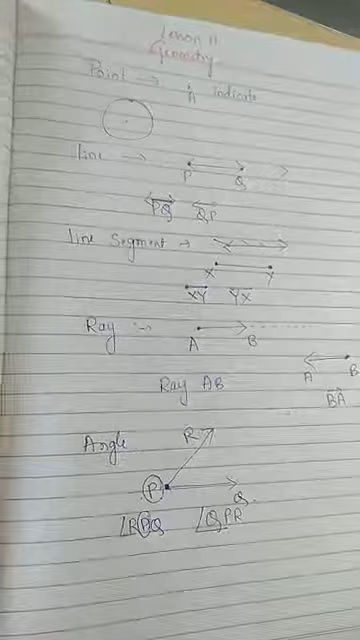 Lesson 11
Geometry
Point → A indicate
Line →
P Q
PQ QP
Line Segment →
X Y
XY YX
Ray :→
A B
Ray AB
A B
BA
Angle
R
P
Q.
∠RPQ ∠QPR